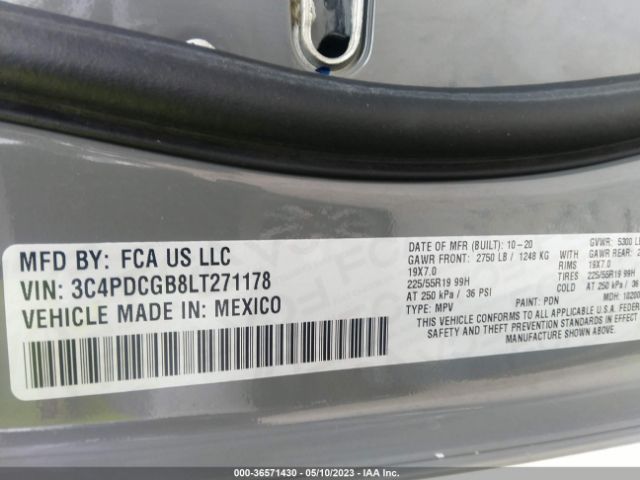 MFD BY: FCA US LLC
VIN: 3C4PDCGB8LT271178
VEHICLE MADE IN: MEXICO
DATE OF MFR (BUILT): 10-20 GVWR: 5300
GAWR FRONT: 2750 LB / 1248 KG WITH GAWR REAR:
19X7.0 RIMS 19X7.0
225/55R19 99H TIRES 225/55R19 99H
AT 250 kPa / 36 PSI COLD AT 250 kPa / 36
TYPE: MPV PAINT: PDN MDH:
THIS VEHICLE CONFORMS TO ALL APPLICABLE U.S.A. FEDERAL
SAFETY AND THEFT PREVENTION STANDARDS IN EFFECT
MANUFACTURE SHOWN ABOVE.
000-36571430 - 05/10/2023 - IAA Inc.